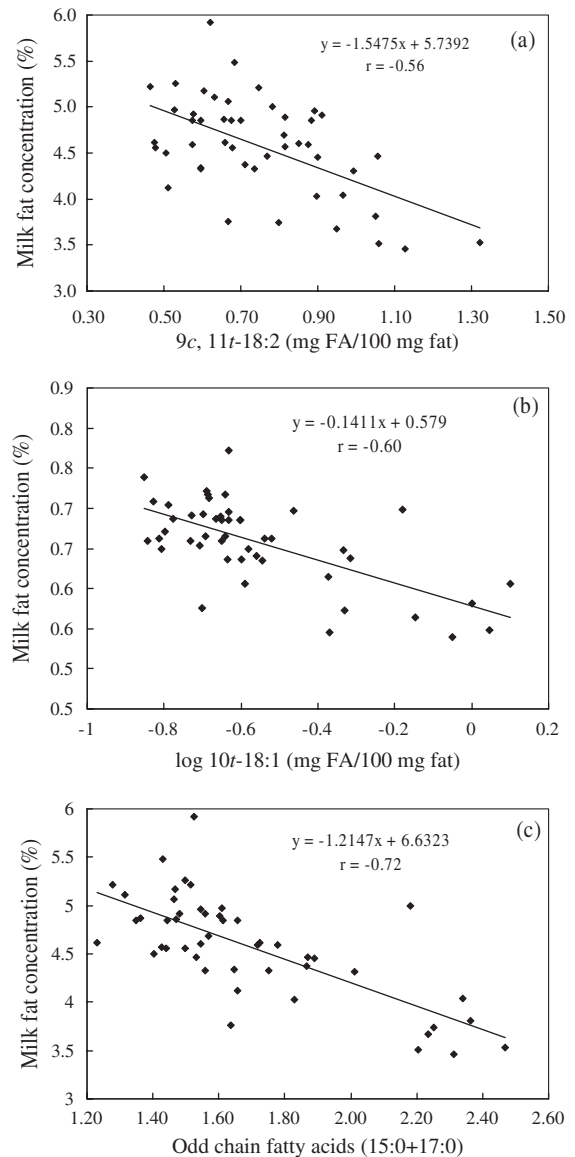 6.0
(a)
y = -1.5475x + 5.7392
r = -0.56
5.5
5.0
4.5
4.0
3.5
3.0
Milk fat concentration (%)
0.30 0.50 0.70 0.90 1.10 1.30 1.50
9c, 11t-18:2 (mg FA/100 mg fat)
0.9
(b)
y = -0.1411x + 0.579
r = -0.60
0.8
0.8
0.7
0.7
0.6
0.6
0.5
0.5
Milk fat concentration (%)
-1 -0.8 -0.6 -0.4 -0.2 0 0.2
log 10t-18:1 (mg FA/100 mg fat)
6
(c)
y = -1.2147x + 6.6323
r = -0.72
5.5
5
4.5
4
3.5
3
Milk fat concentration (%)
1.20 1.40 1.60 1.80 2.00 2.20 2.40 2.60
Odd chain fatty acids (15:0+17:0)